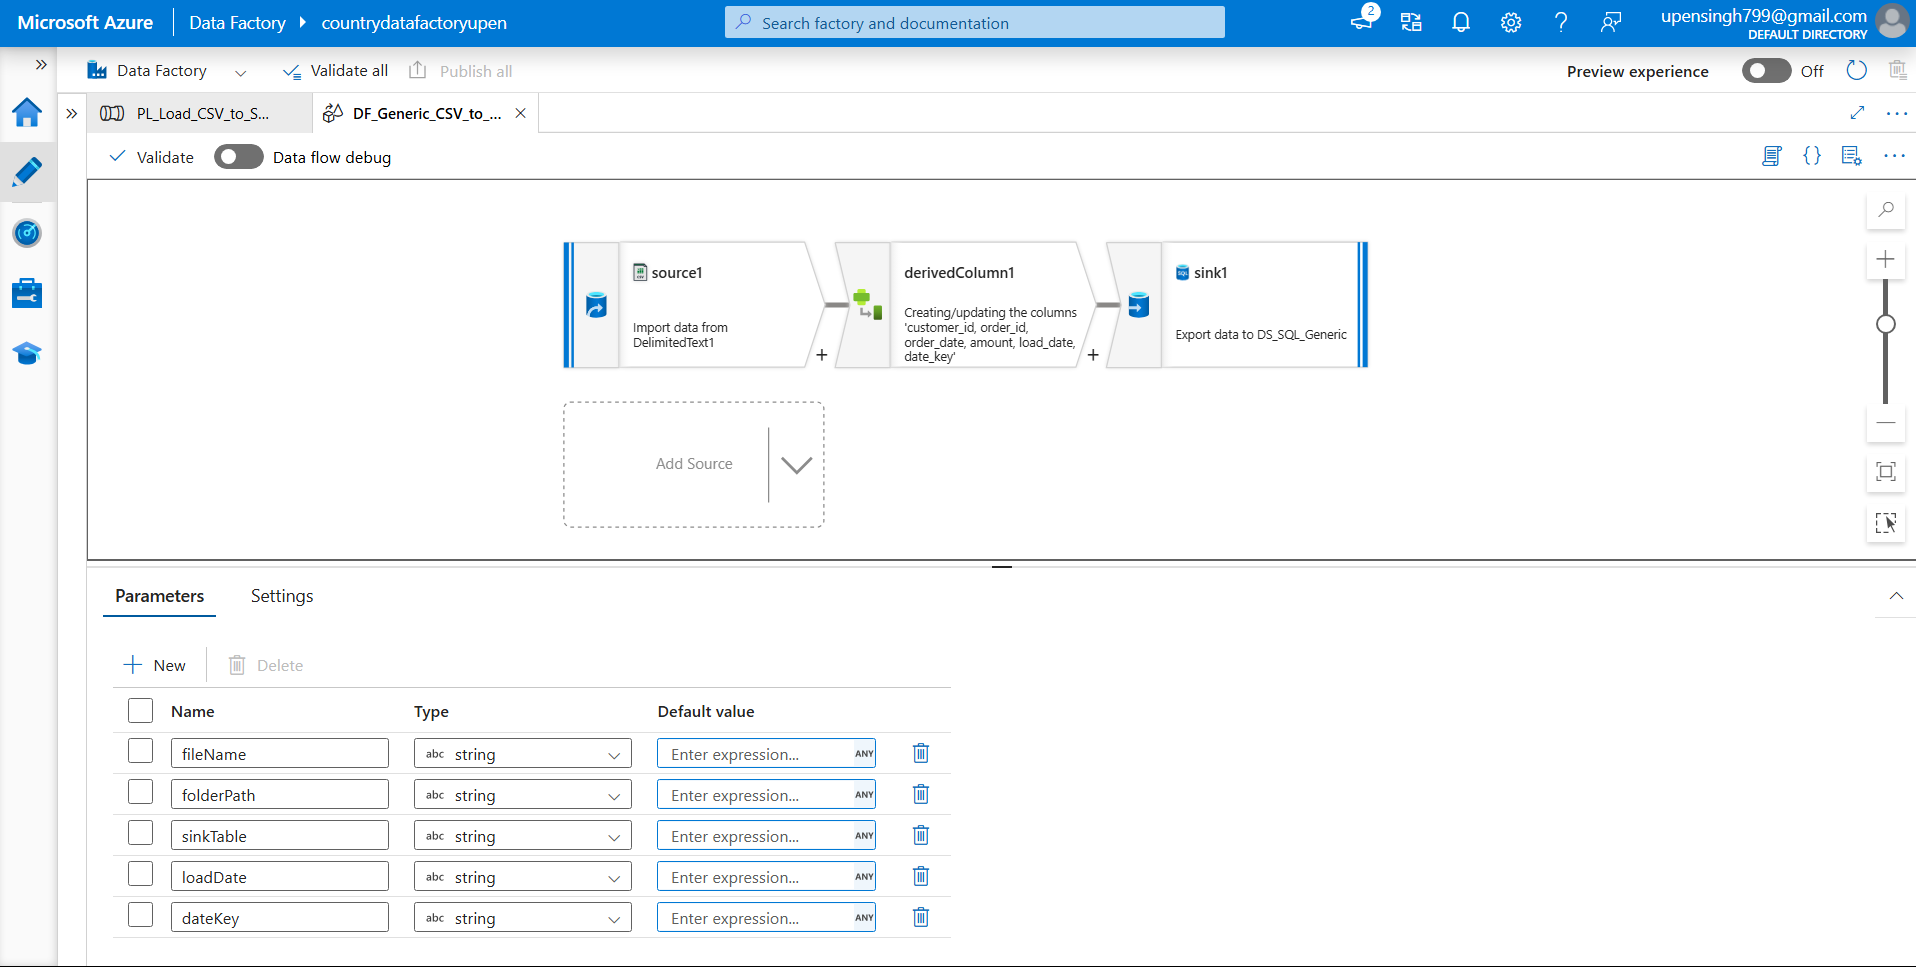 Microsoft Azure
Data Factory
countrydatafactoryupen
Search factory and documentation
2
upensingh799@gmail.com
DEFAULT DIRECTORY
Data Factory
Validate all
Publish all
Preview experience
Off
PL_Load_CSV_to_S...
DF_Generic_CSV_to_...
Validate
Data flow debug
source1
Import data from
DelimitedText1
derivedColumn1
Creating/updating the columns
'customer_id, order_id,
order_date, amount, load_date,
date_key'
SQL
sink1
Export data to DS_SQL_Generic
Add Source
Parameters
Settings
New
Delete
Name
Type
Default value
fileName
abc string
Enter expression...
ANY
folderPath
abc string
Enter expression...
ANY
sinkTable
abc string
Enter expression...
ANY
loadDate
abc string
Enter expression...
ANY
dateKey
abc string
Enter expression...
ANY